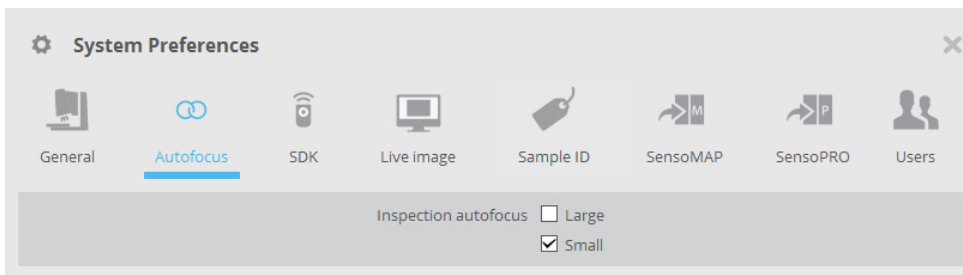 System Preferences
M
P
General Autofocus SDK Live image Sample ID SensoMAP SensoPRO Users
Inspection autofocus Large
Small